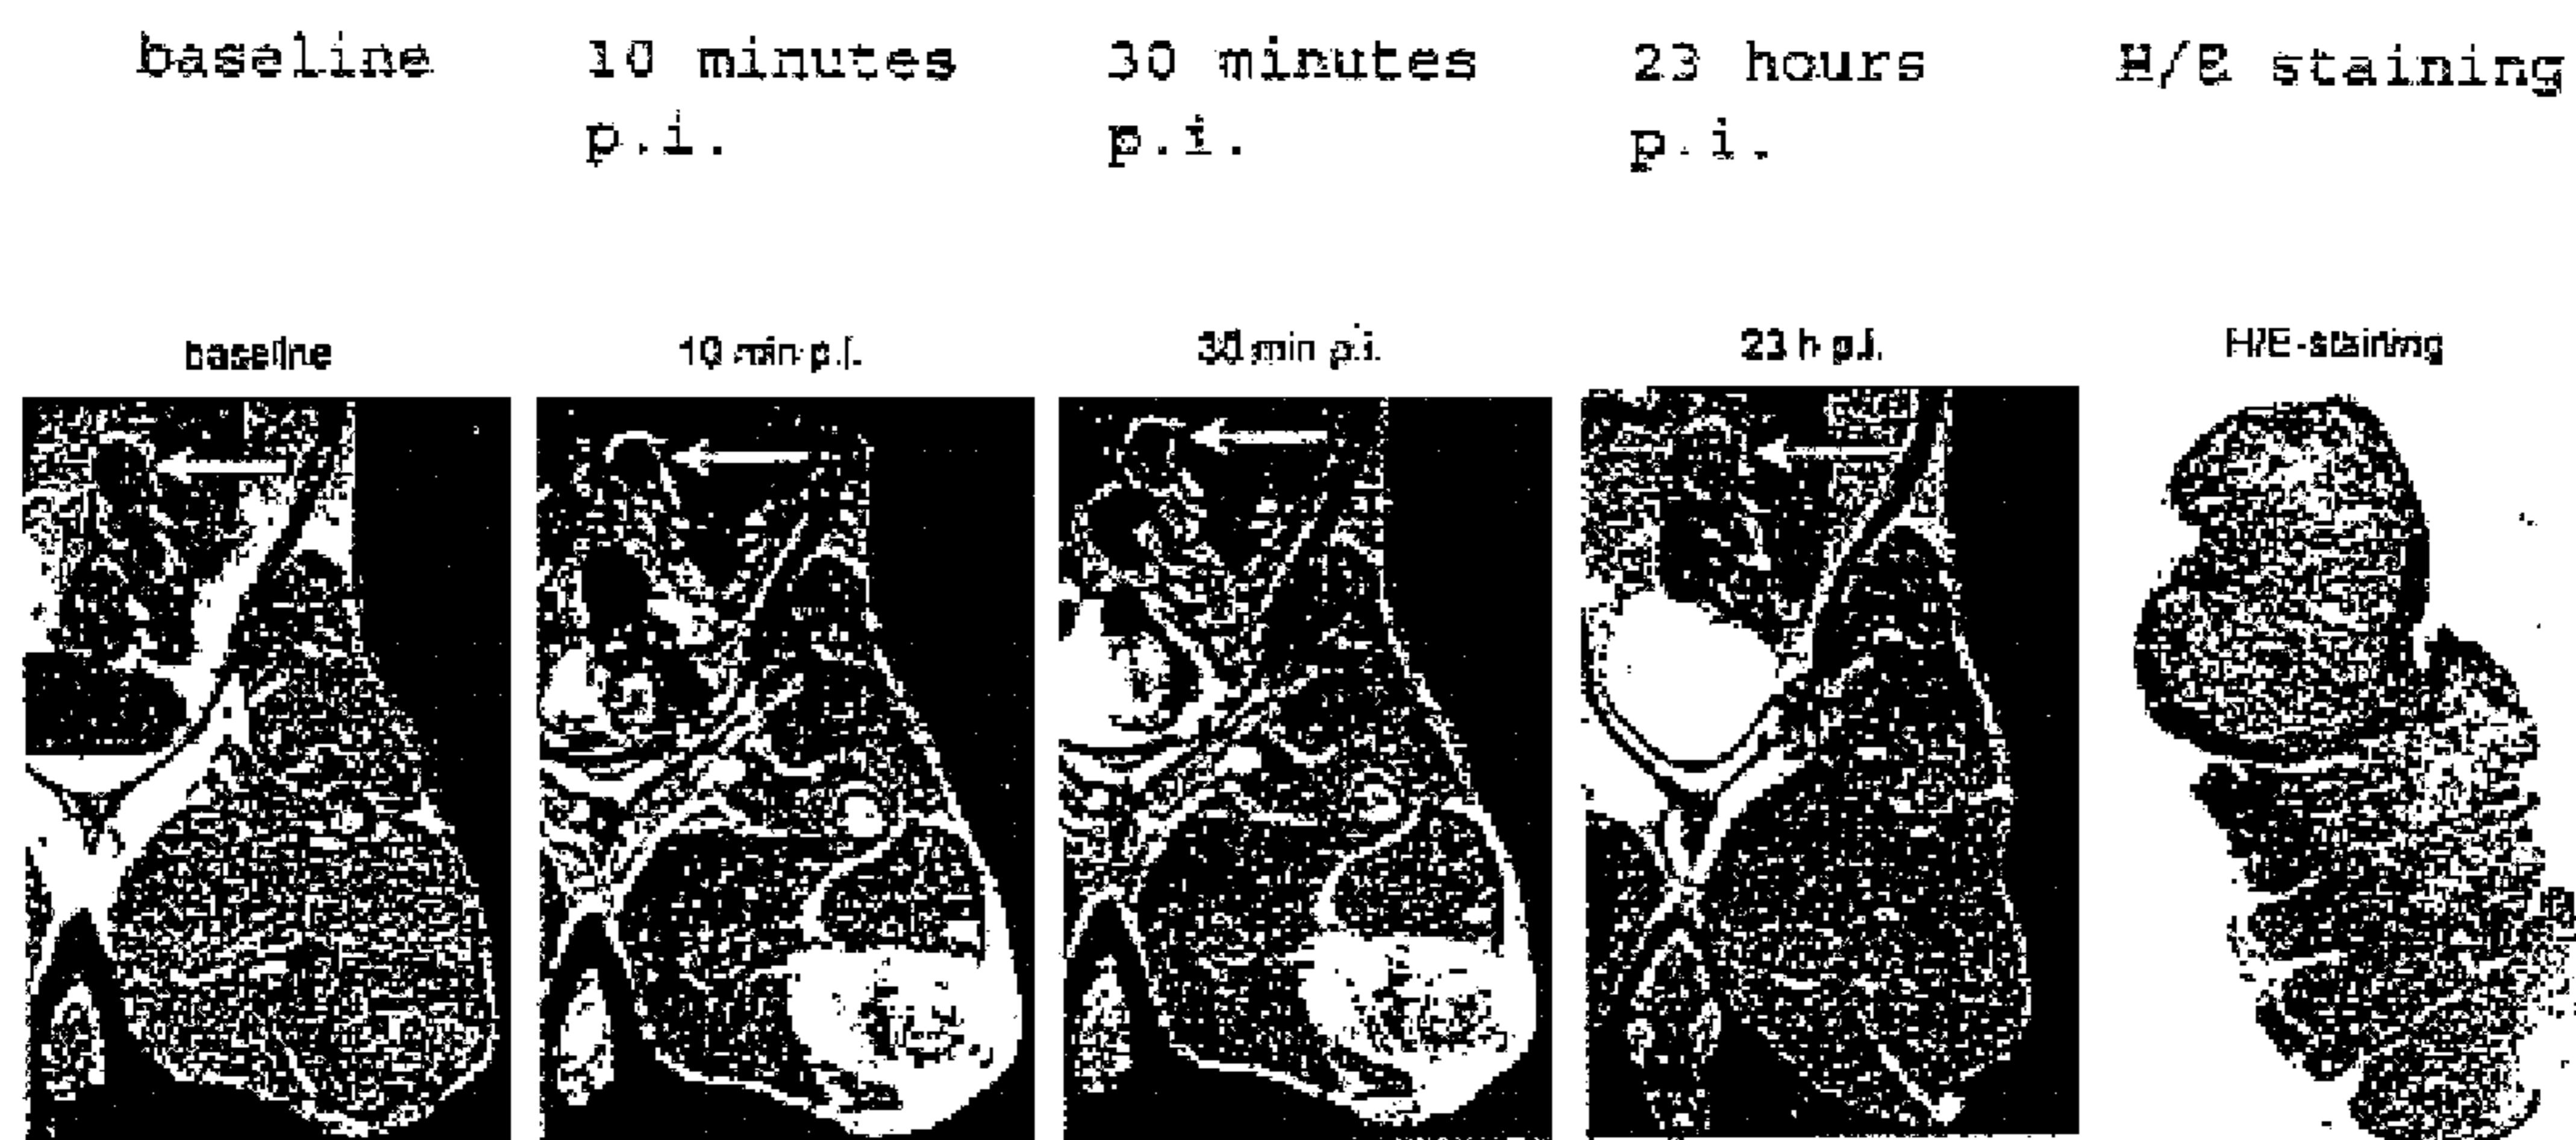 baseline
10 minutes
p.i.
30 minutes
p.i.
23 hours
p.i.
H/E staining
baseline
10 min p.i.
30 min p.i.
23 h p.i.
H/E-staining